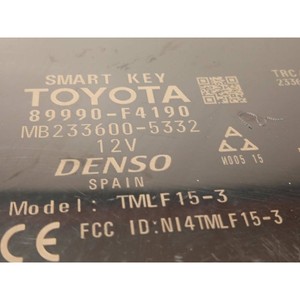 SMART KEY
TOYOTA
89990-F4190
MB233600-5332
12V
DENSO
SPAIN
Model: TMLF15-3
FCC ID:NI4TMLF15-3
CE
TRC
2336
15